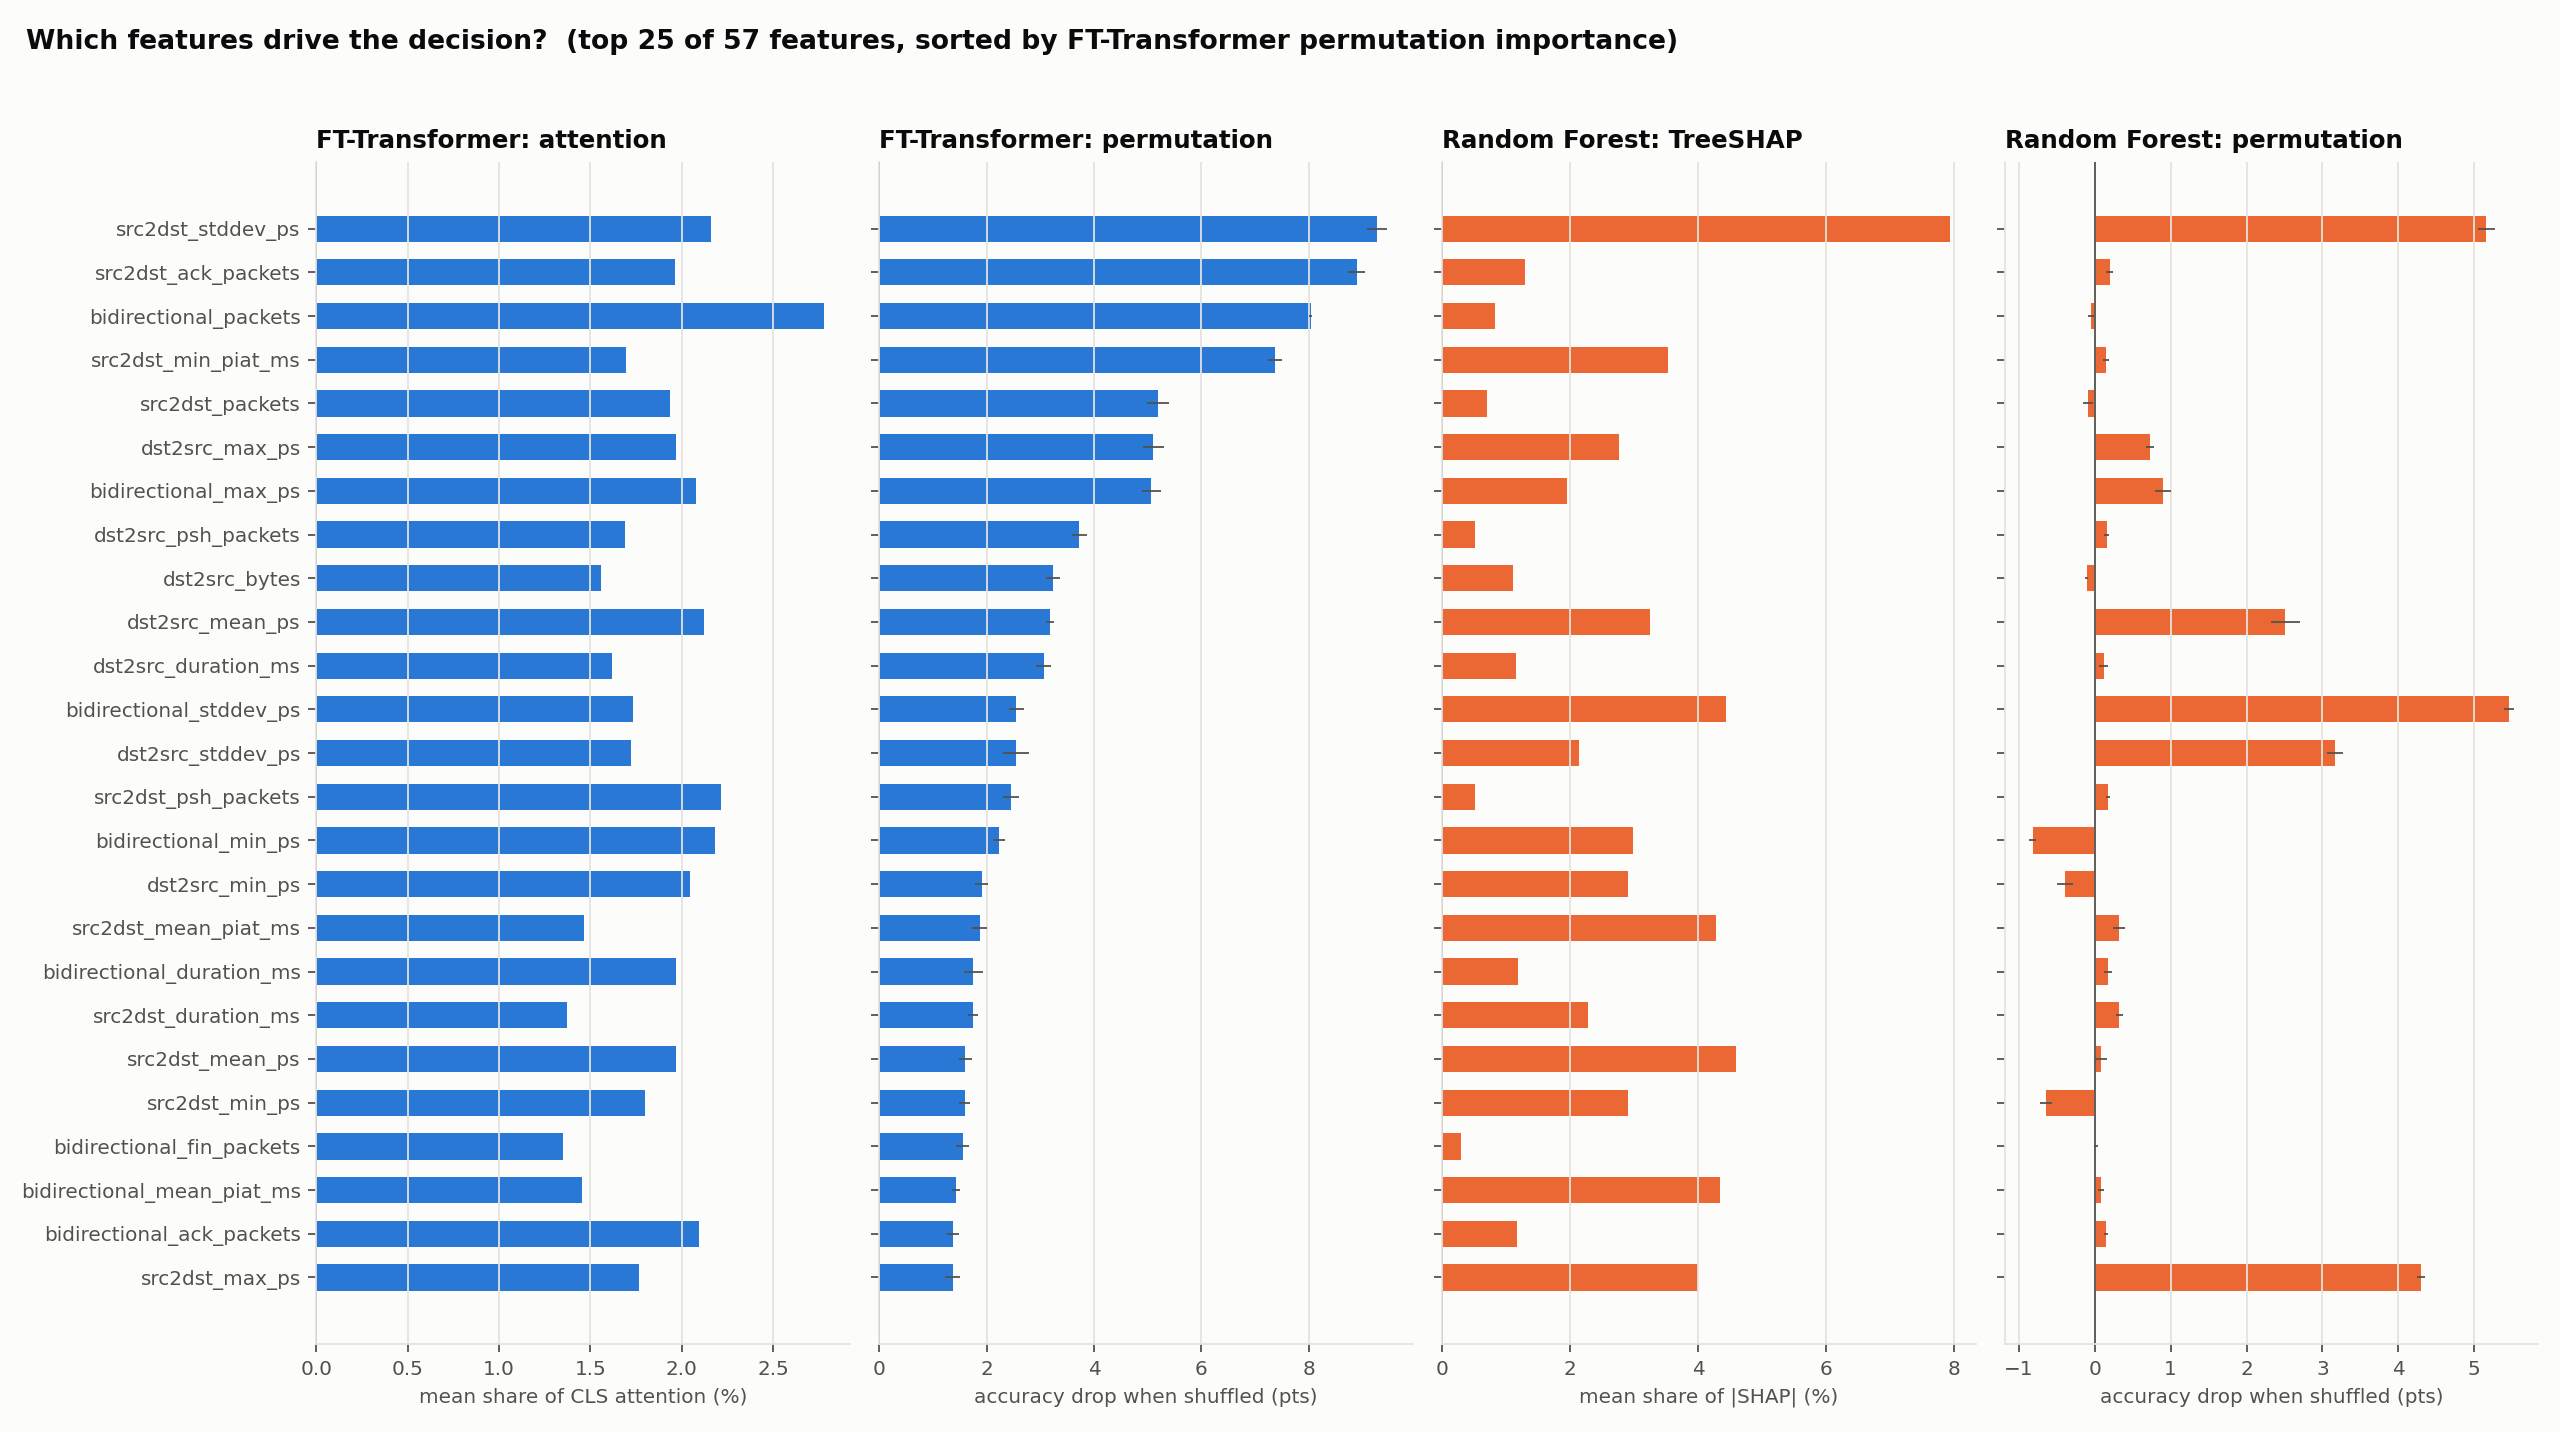 Which features drive the decision?  (top 25 of 57 features, sorted by FT-Transformer permutation importance)
FT-Transformer: attention
FT-Transformer: permutation
Random Forest: TreeSHAP
Random Forest: permutation
src2dst_stddev_ps
src2dst_ack_packets
bidirectional_packets
src2dst_min_piat_ms
src2dst_packets
dst2src_max_ps
bidirectional_max_ps
dst2src_psh_packets
dst2src_bytes
dst2src_mean_ps
dst2src_duration_ms
bidirectional_stddev_ps
dst2src_stddev_ps
src2dst_psh_packets
bidirectional_min_ps
dst2src_min_ps
src2dst_mean_piat_ms
bidirectional_duration_ms
src2dst_duration_ms
src2dst_mean_ps
src2dst_min_ps
bidirectional_fin_packets
bidirectional_mean_piat_ms
bidirectional_ack_packets
src2dst_max_ps
0.0 0.5 1.0 1.5 2.0 2.5
mean share of CLS attention (%)
0 2 4 6 8
accuracy drop when shuffled (pts)
0 2 4 6 8
mean share of |SHAP| (%)
−1 0 1 2 3 4 5
accuracy drop when shuffled (pts)